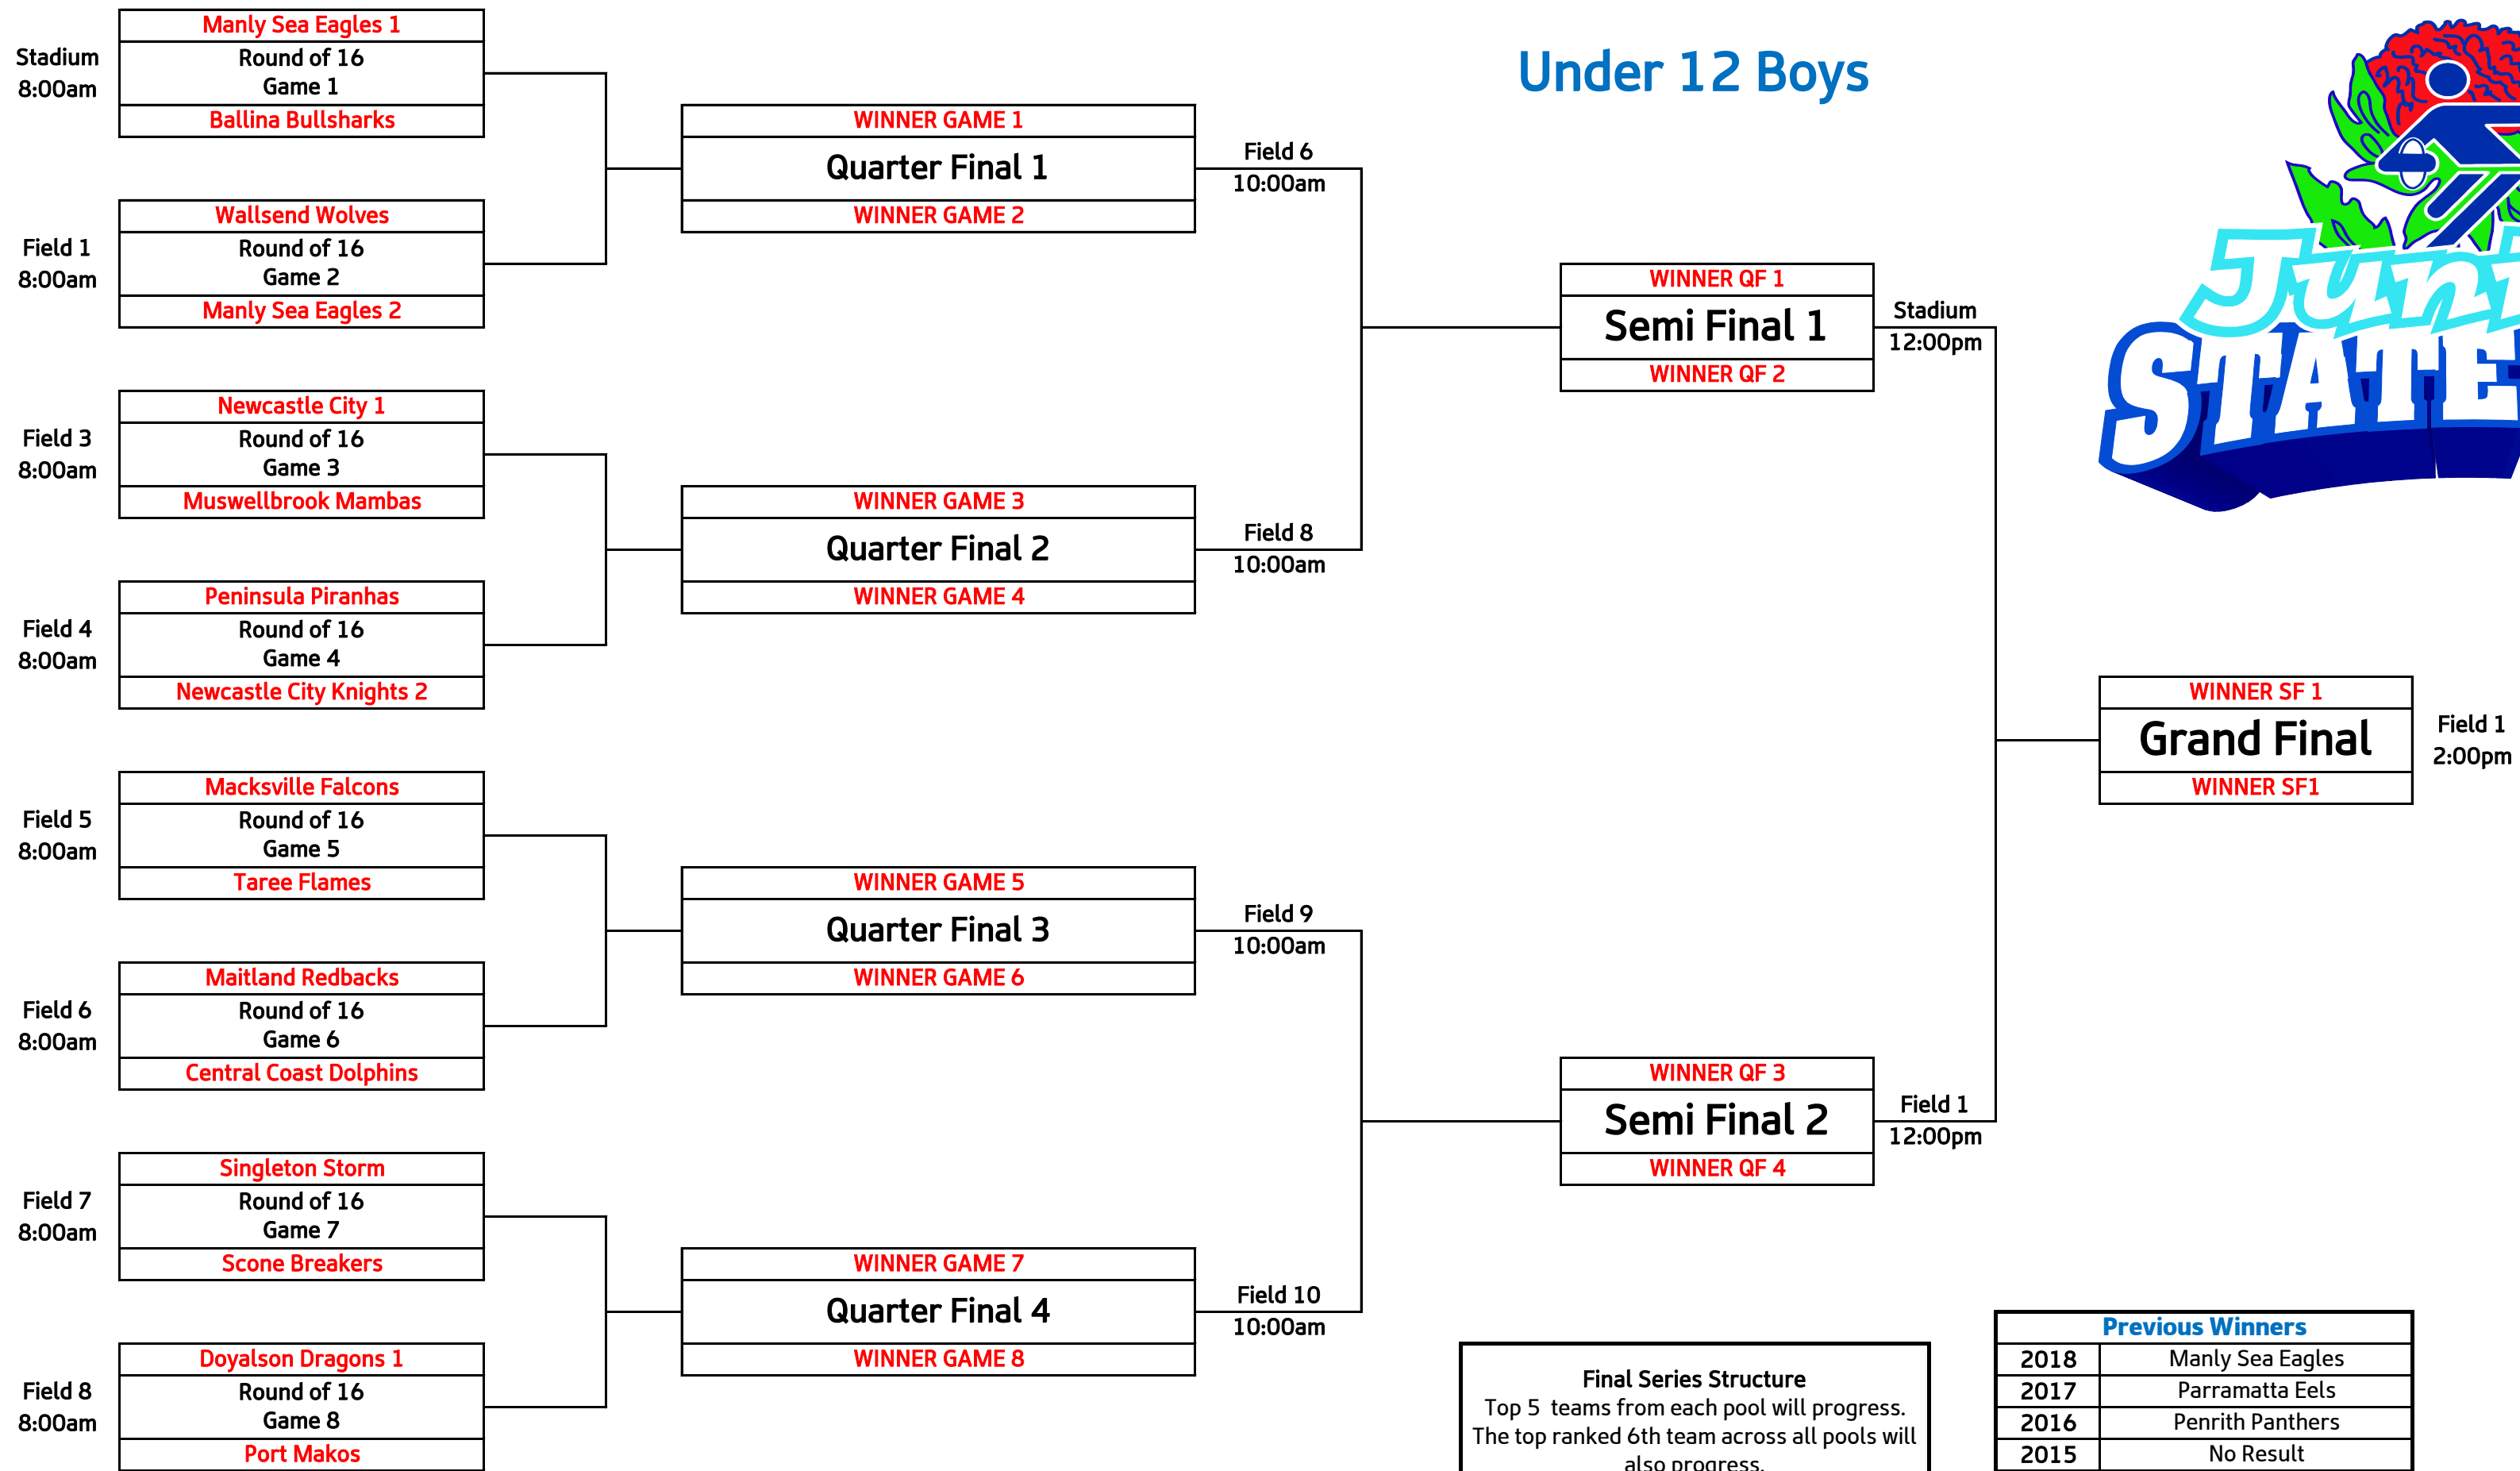 Under 12 Boys
Manly Sea Eagles 1
Stadium
8:00am
Round of 16
Game 1
Ballina Bullsharks
Wallsend Wolves
Field 1
8:00am
Round of 16
Game 2
Manly Sea Eagles 2
Newcastle City 1
Field 3
8:00am
Round of 16
Game 3
Muswellbrook Mambas
Peninsula Piranhas
Field 4
8:00am
Round of 16
Game 4
Newcastle City Knights 2
Macksville Falcons
Field 5
8:00am
Round of 16
Game 5
Taree Flames
Maitland Redbacks
Field 6
8:00am
Round of 16
Game 6
Central Coast Dolphins
Singleton Storm
Field 7
8:00am
Round of 16
Game 7
Scone Breakers
Doyalson Dragons 1
Field 8
8:00am
Round of 16
Game 8
Port Makos
WINNER GAME 1
Quarter Final 1
WINNER GAME 2
Field 6
10:00am
WINNER GAME 3
Quarter Final 2
WINNER GAME 4
Field 8
10:00am
WINNER GAME 5
Quarter Final 3
WINNER GAME 6
Field 9
10:00am
WINNER GAME 7
Quarter Final 4
WINNER GAME 8
Field 10
10:00am
WINNER QF 1
Semi Final 1
WINNER QF 2
Stadium
12:00pm
WINNER QF 3
Semi Final 2
WINNER QF 4
Field 1
12:00pm
WINNER SF 1
Grand Final
WINNER SF1
Field 1
2:00pm
STATE
Final Series Structure
Top 5 teams from each pool will progress.
The top ranked 6th team across all pools will
also progress.
Previous Winners
2018 Manly Sea Eagles
2017 Parramatta Eels
2016 Penrith Panthers
2015 No Result